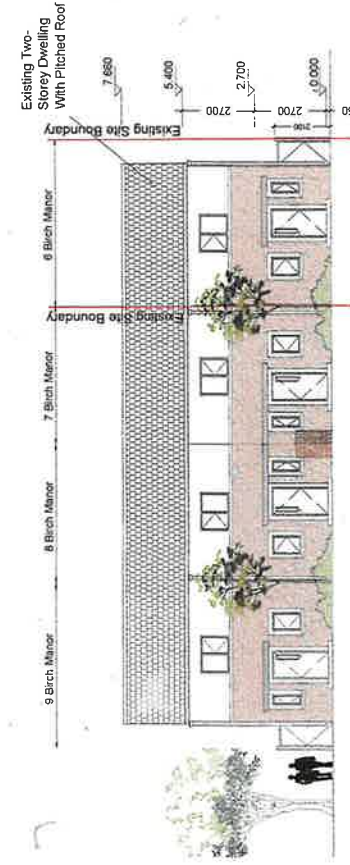 Existing Two-
Storey Dwelling
With Pitched Roof
9 Birch Manor
8 Birch Manor
7 Birch Manor
6 Birch Manor
Existing Site Boundary
Existing Site Boundary
7.660
5.400
2.700
0.000
2700
2700
2100